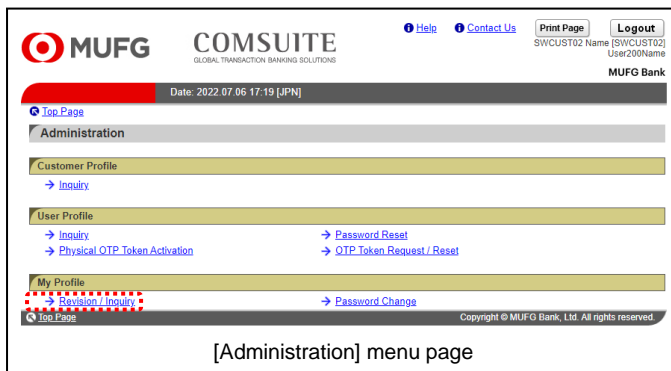 MUFG
COMSUITE
GLOBAL TRANSACTION BANKING SOLUTIONS
Help
Contact Us
Print Page
Logout
SWCUST02 Name [SWCUST02]
User200Name
MUFG Bank
Date: 2022.07.06 17:19 [JPN]
Top Page
Administration
Customer Profile
→ Inquiry
User Profile
→ Inquiry
→ Password Reset
→ Physical OTP Token Activation
→ OTP Token Request / Reset
My Profile
→ Revision / Inquiry
→ Password Change
Top Page
Copyright © MUFG Bank, Ltd. All rights reserved.
[Administration] menu page